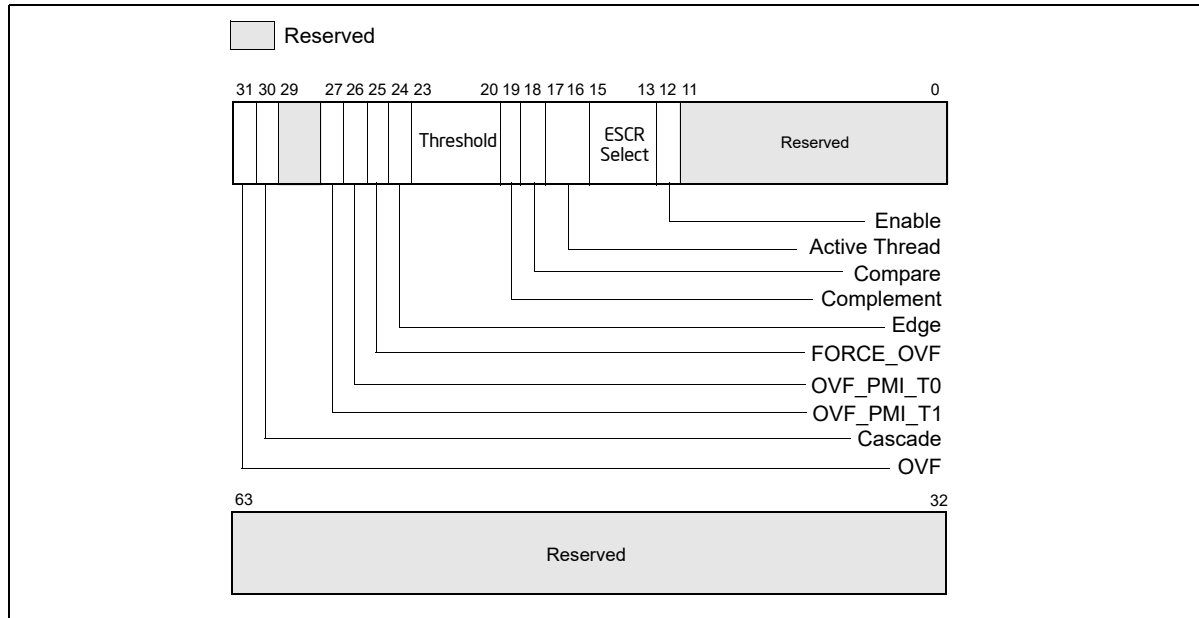 Reserved
31 30 29 27 26 25 24 23 20 19 18 17 16 15 13 12 11 0
Threshold
ESCR
Select
Reserved
Enable
Active Thread
Compare
Complement
Edge
FORCE_OVF
OVF_PMI_T0
OVF_PMI_T1
Cascade
OVF
63 32
Reserved